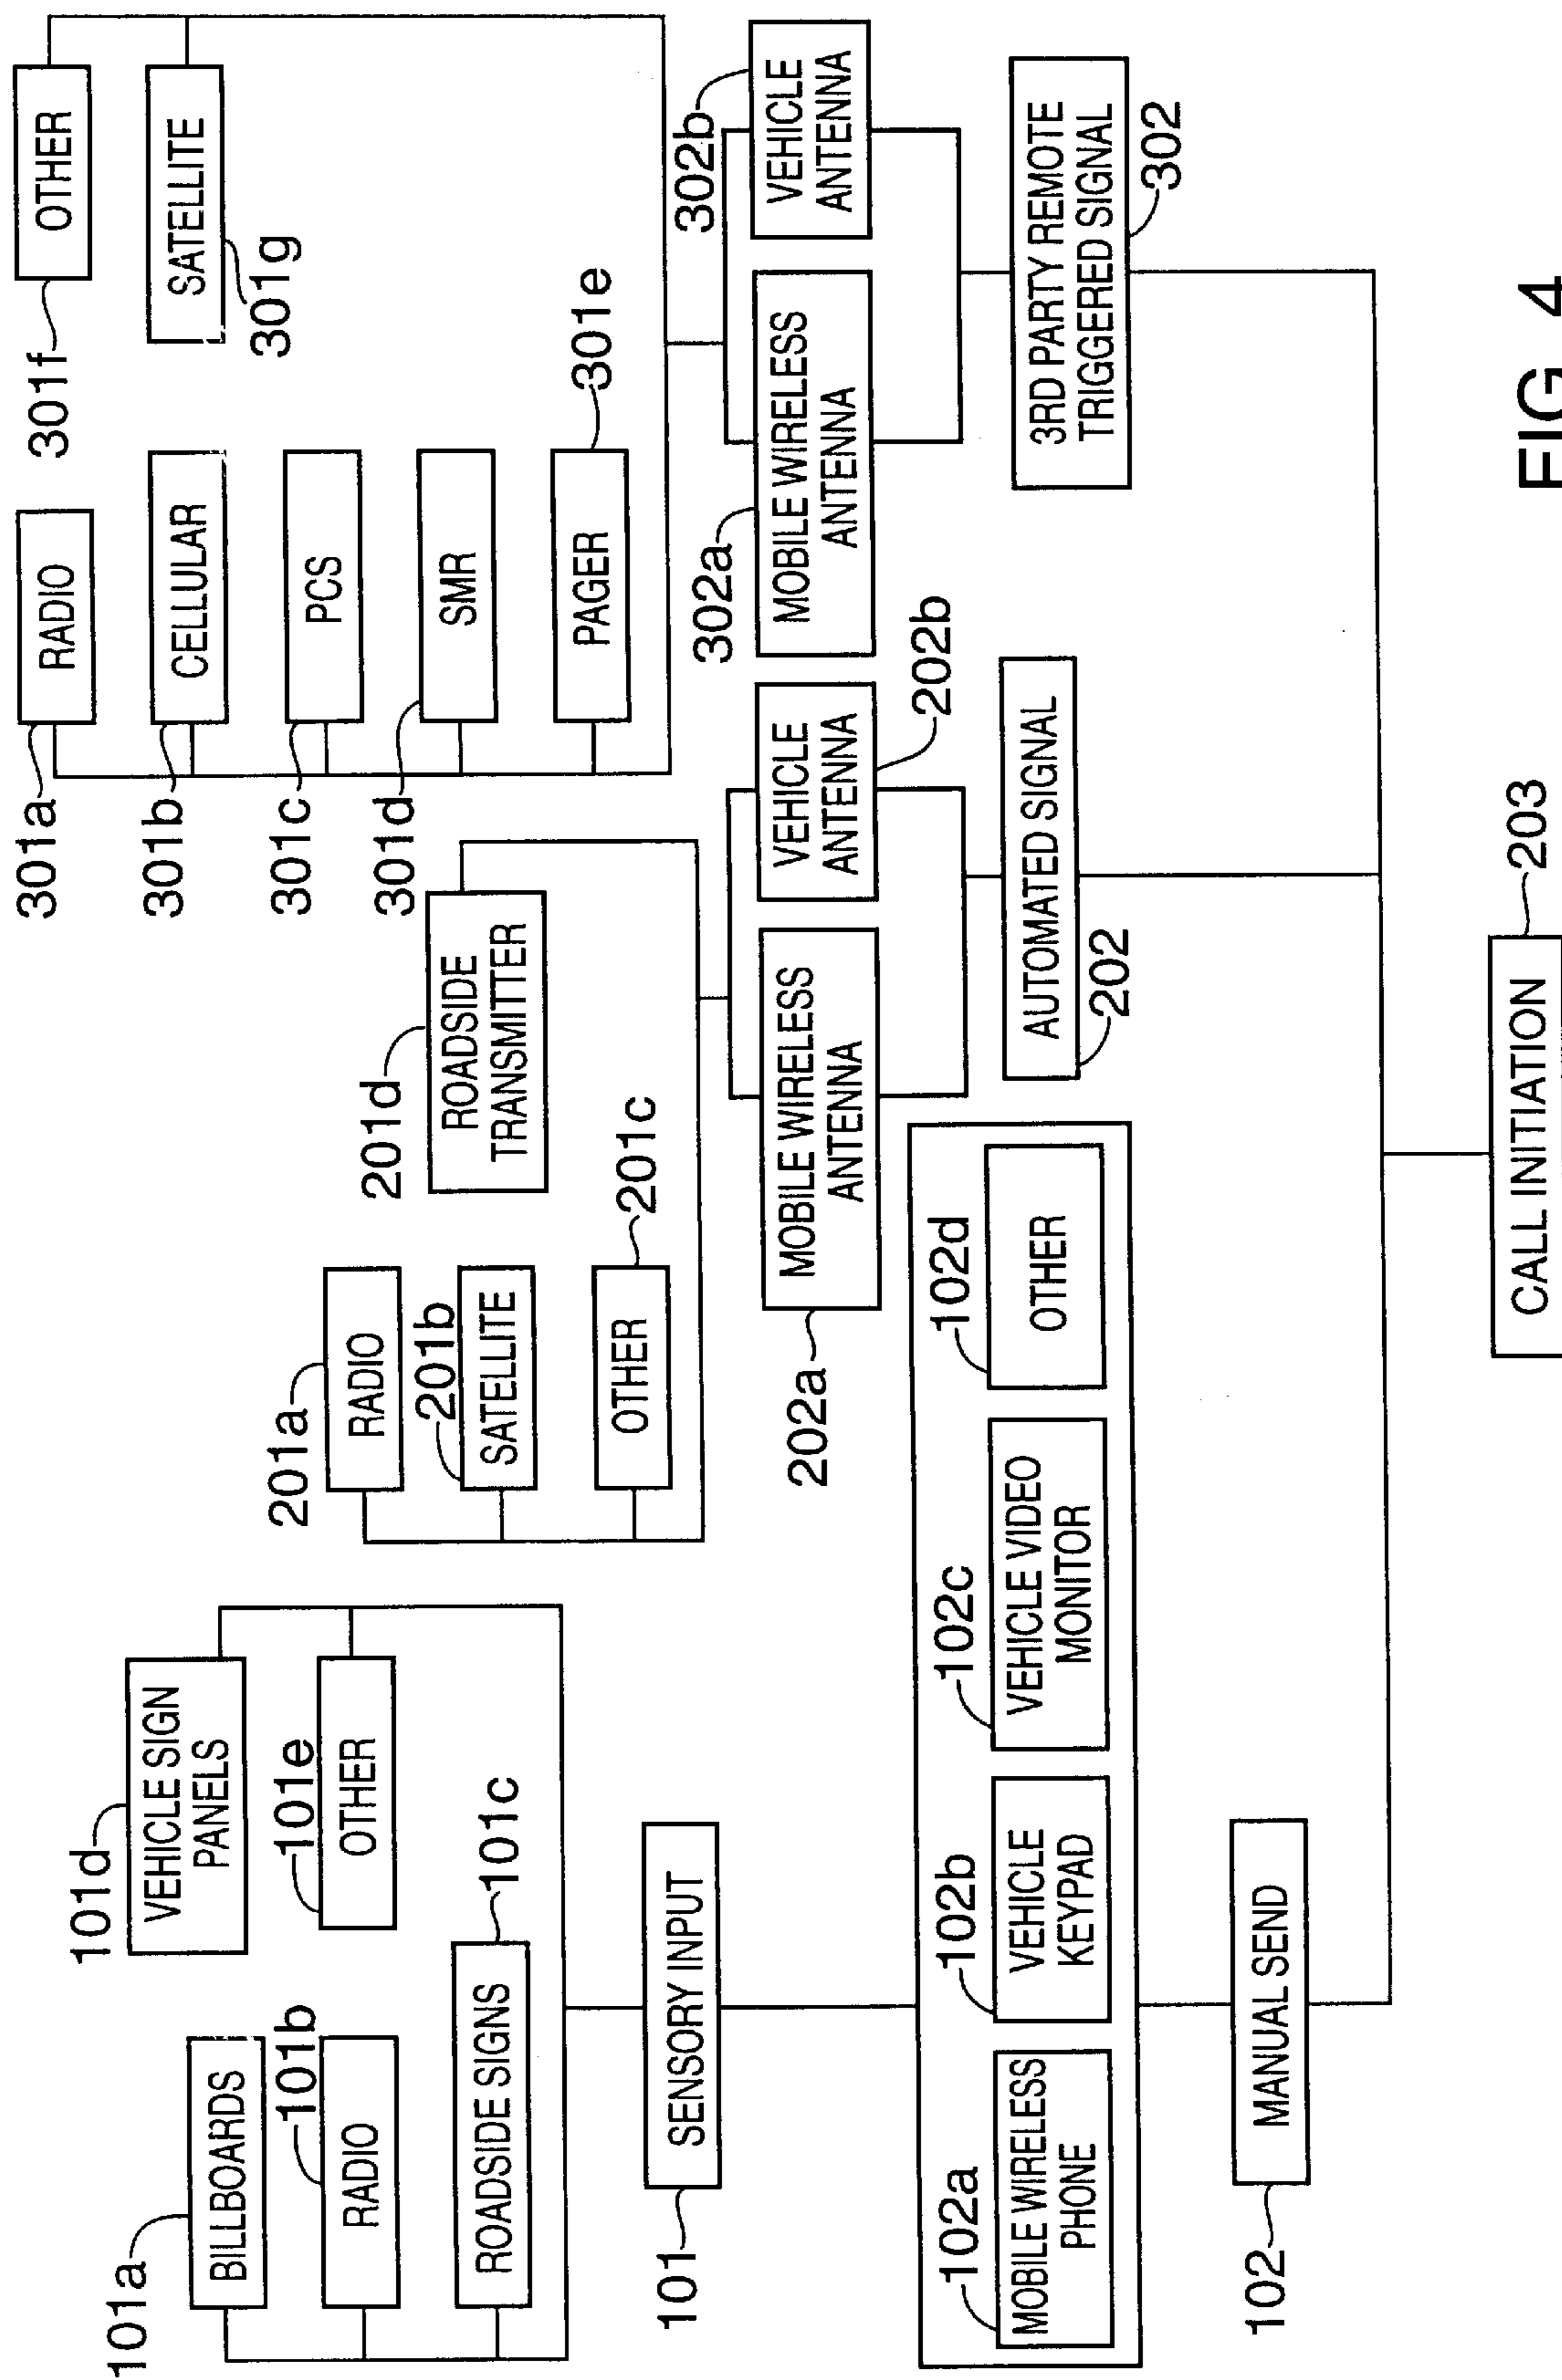 101a
BILLBOARDS
101b
RADIO
101c
ROADSIDE SIGNS
101d
VEHICLE SIGN
PANELS
101e
OTHER
101
SENSORY INPUT
102a
MOBILE WIRELESS
PHONE
102b
VEHICLE
KEYPAD
102c
VEHICLE VIDEO
MONITOR
102d
OTHER
102
MANUAL SEND
201a
RADIO
201b
SATELLITE
201c
OTHER
201d
ROADSIDE
TRANSMITTER
202a
MOBILE WIRELESS
ANTENNA
202b
VEHICLE
ANTENNA
202
AUTOMATED SIGNAL
301a
RADIO
301b
CELLULAR
301c
PCS
301d
SMR
301e
PAGER
301f
OTHER
301g
SATELLITE
302a
MOBILE WIRELESS
ANTENNA
302b
VEHICLE
ANTENNA
3RD PARTY REMOTE
TRIGGERED SIGNAL
302
CALL INITIATION
203
FIG. 4